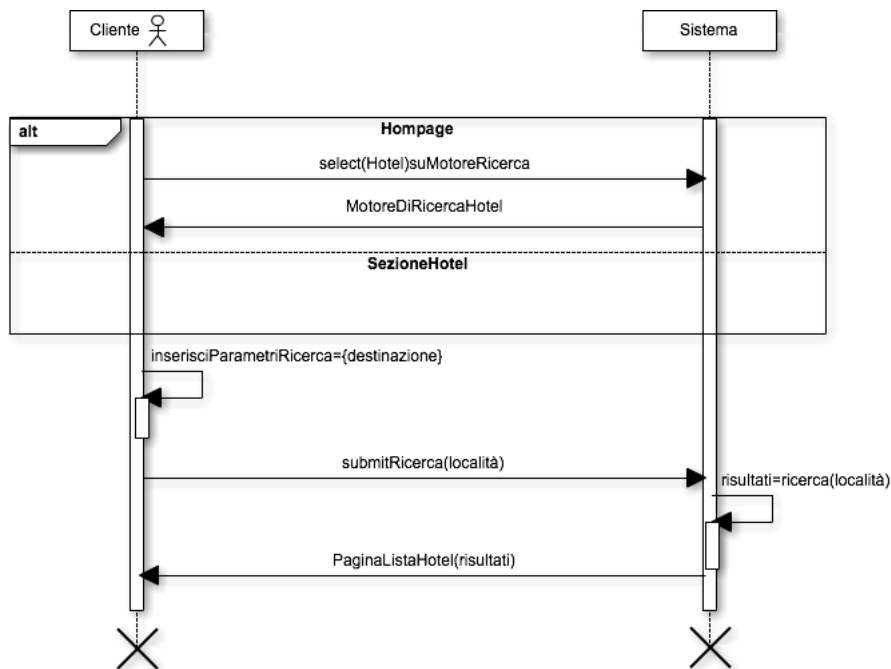 Cliente
Sistema
alt
Hompage
select(Hotel)suMotoreRicerca
MotoreDiRicercaHotel
SezioneHotel
inserisciParametriRicerca={destinazione}
submitRicerca(località)
risultati=ricerca(località)
PaginaListaHotel(risultati)